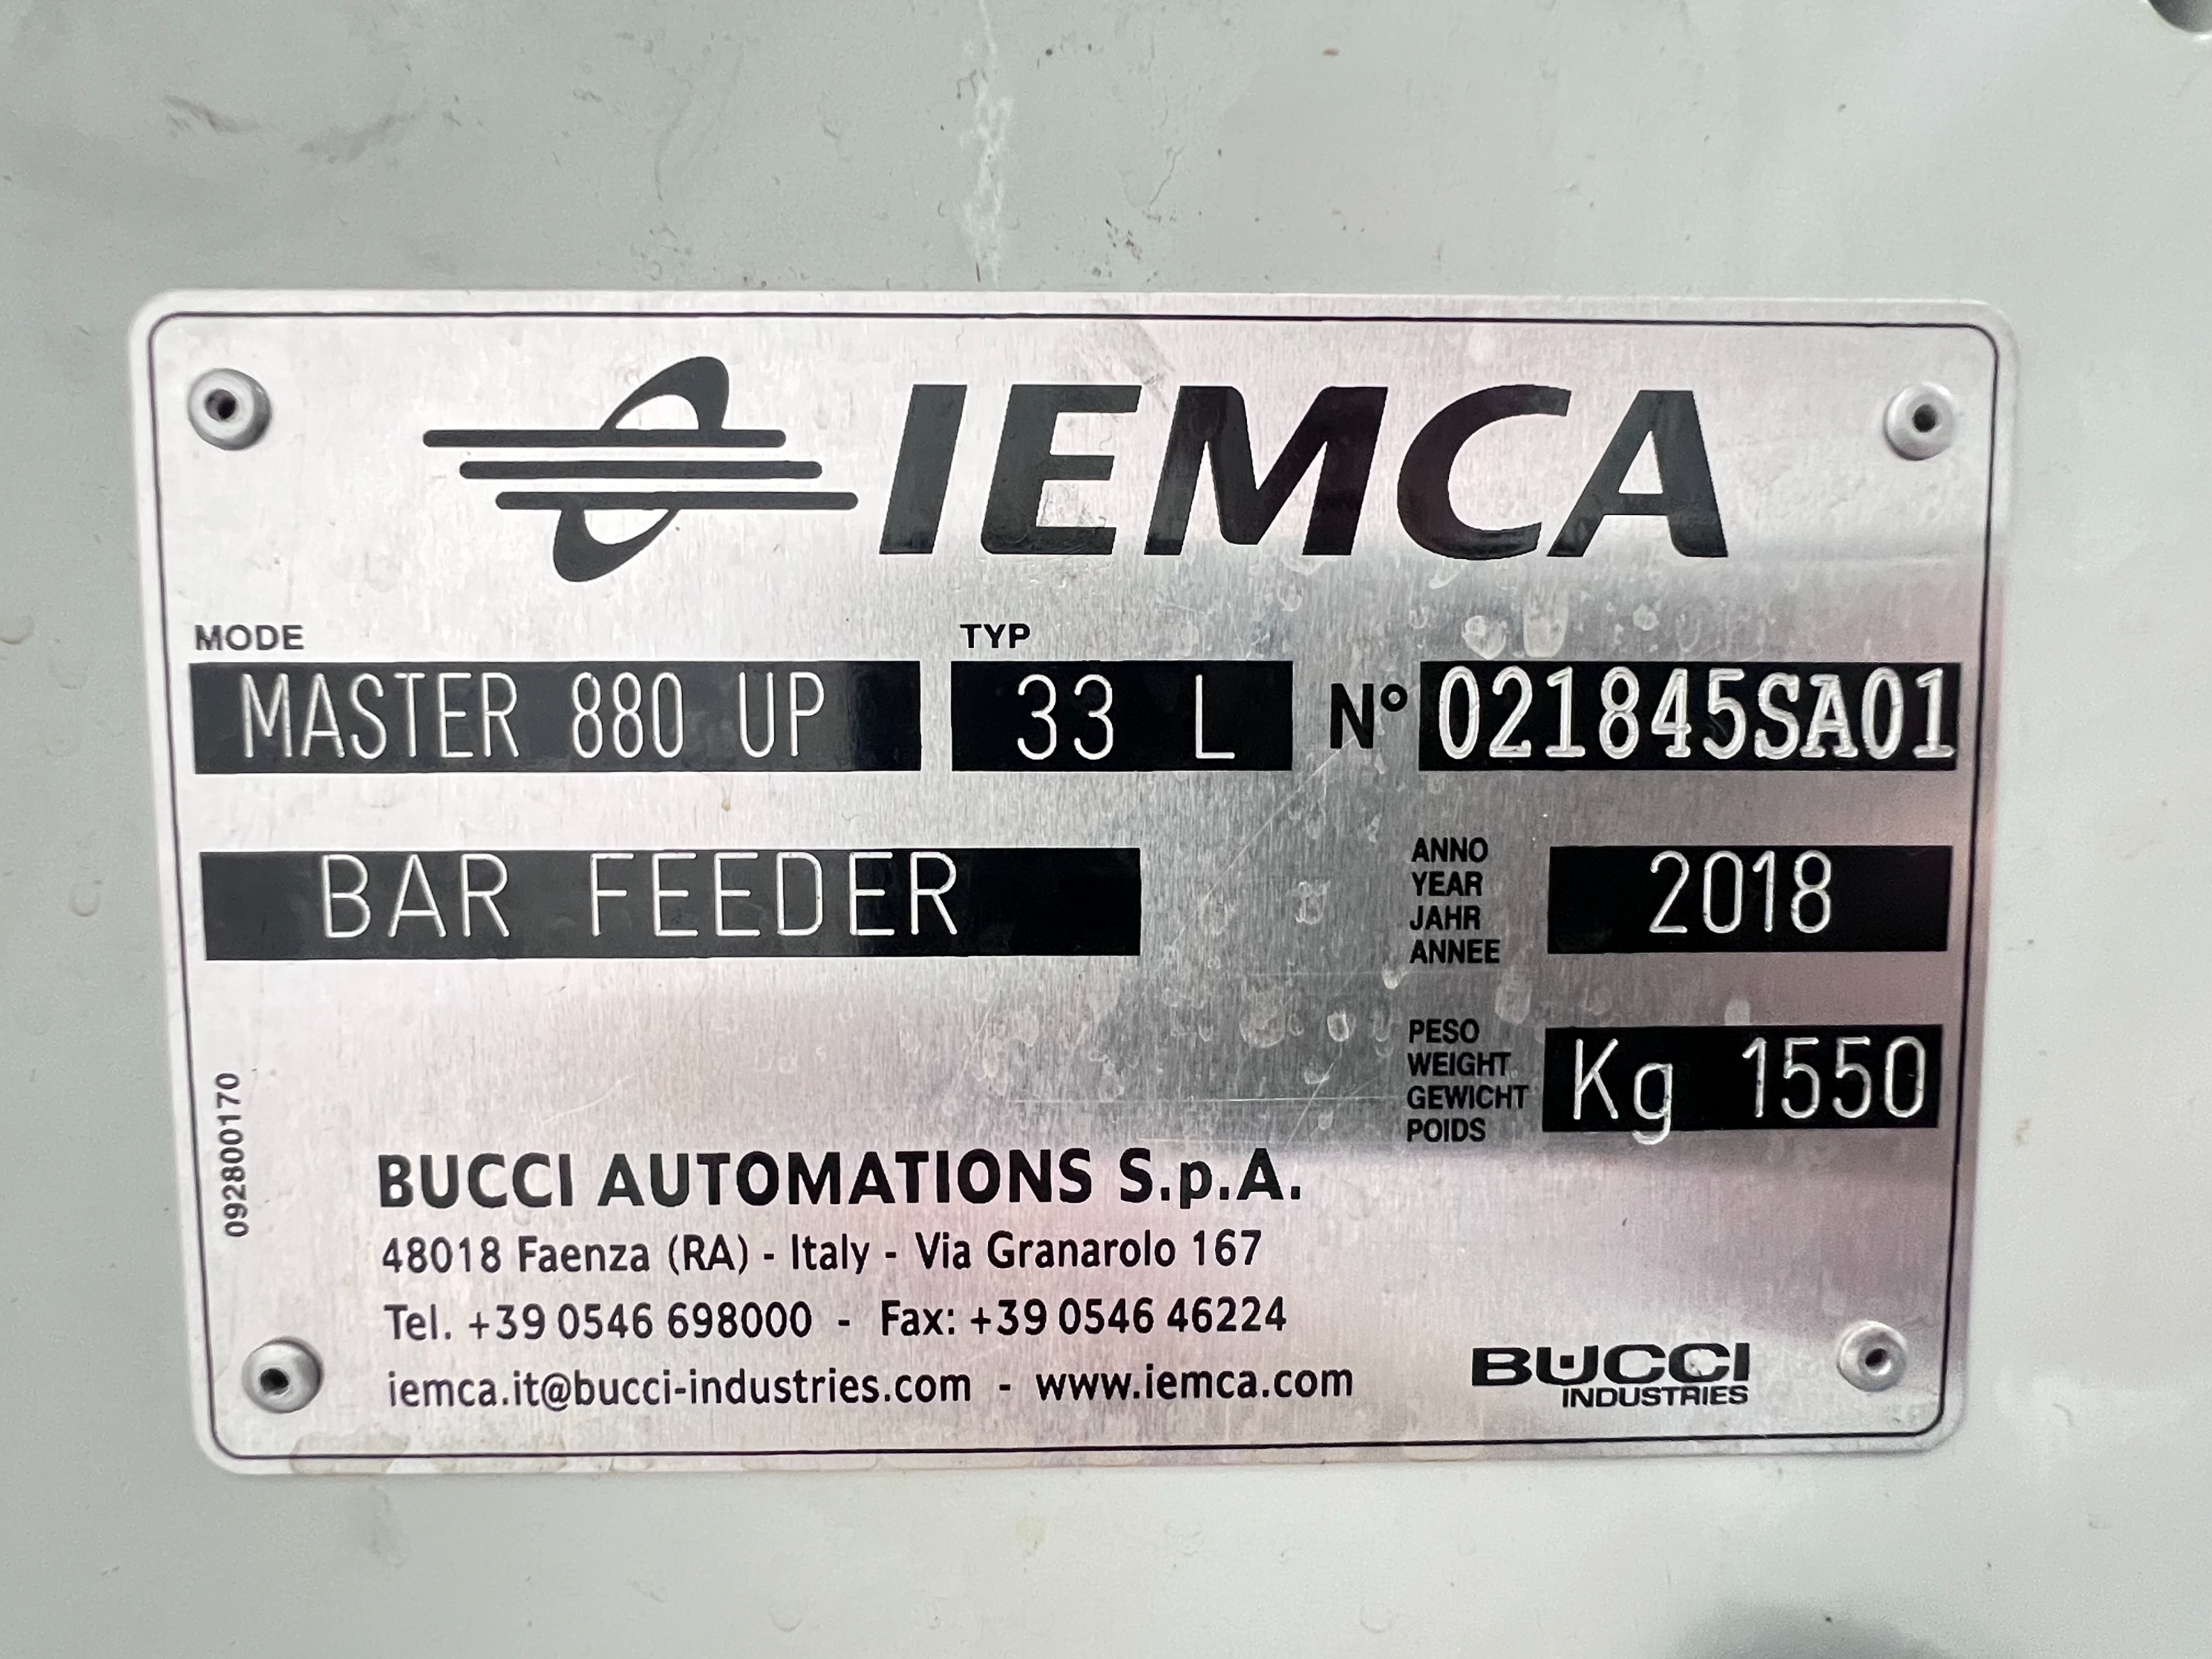 IEMCA
MODE
TYP
MASTER 880 UP
33 L
N° 021845SA01
BAR FEEDER
ANNO
YEAR
JAHR
ANNEE
2018
PESO
WEIGHT
GEWICHT
POIDS
Kg 1550
092800170
BUCCI AUTOMATIONS S.p.A.
48018 Faenza (RA) - Italy - Via Granarolo 167
Tel. +39 0546 698000 - Fax: +39 0546 46224
iemca.it@bucci-industries.com - www.iemca.com
BUCCI
INDUSTRIES